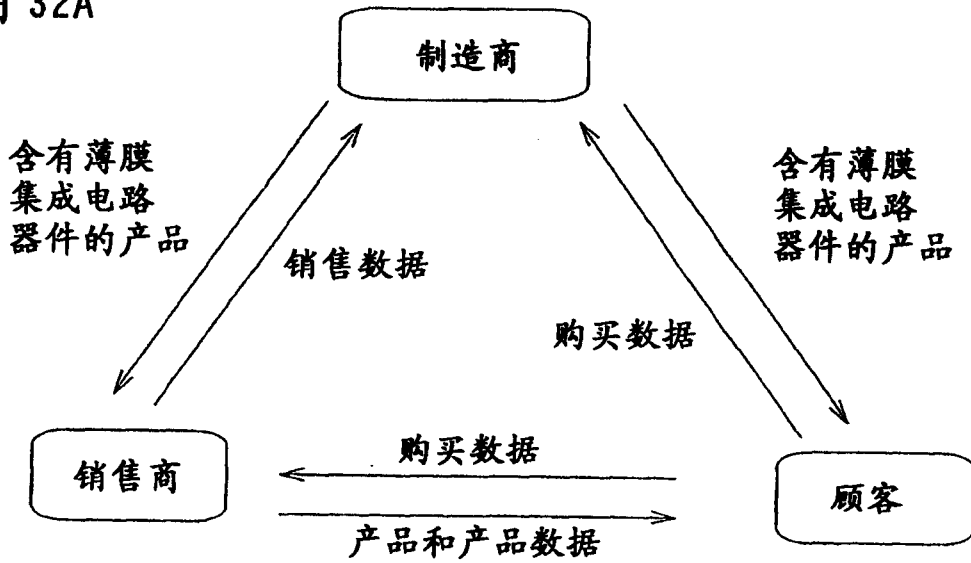 32A
制造商
含有薄膜
集成电路
器件的产品
含有薄膜
集成电路
器件的产品
销售数据
购买数据
购买数据
销售商
顾客
产品和产品数据